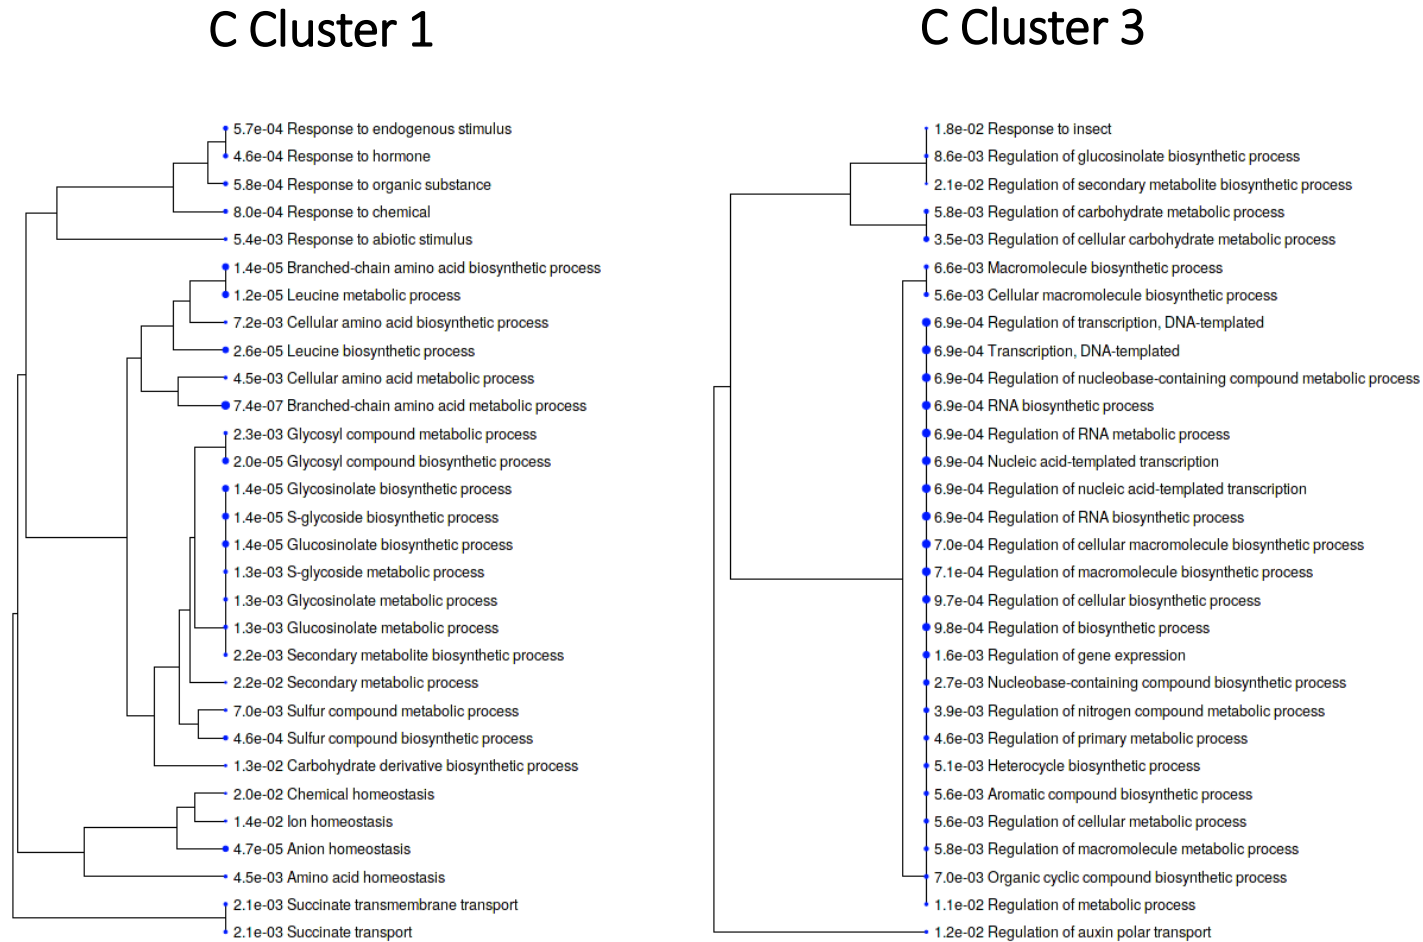 C Cluster 1
5.7e-04 Response to endogenous stimulus
4.6e-04 Response to hormone
5.8e-04 Response to organic substance
8.0e-04 Response to chemical
5.4e-03 Response to abiotic stimulus
1.4e-05 Branched-chain amino acid biosynthetic process
1.2e-05 Leucine metabolic process
7.2e-03 Cellular amino acid biosynthetic process
2.6e-05 Leucine biosynthetic process
4.5e-03 Cellular amino acid metabolic process
7.4e-07 Branched-chain amino acid metabolic process
2.3e-03 Glycosyl compound metabolic process
2.0e-05 Glycosyl compound biosynthetic process
1.4e-05 Glycosinolate biosynthetic process
1.4e-05 S-glycoside biosynthetic process
1.4e-05 Glucosinolate biosynthetic process
1.3e-03 S-glycoside metabolic process
1.3e-03 Glycosinolate metabolic process
1.3e-03 Glucosinolate metabolic process
2.2e-03 Secondary metabolite biosynthetic process
2.2e-02 Secondary metabolic process
7.0e-03 Sulfur compound metabolic process
4.6e-04 Sulfur compound biosynthetic process
1.3e-02 Carbohydrate derivative biosynthetic process
2.0e-02 Chemical homeostasis
1.4e-02 Ion homeostasis
4.7e-05 Anion homeostasis
4.5e-03 Amino acid homeostasis
2.1e-03 Succinate transmembrane transport
2.1e-03 Succinate transport
C Cluster 3
1.8e-02 Response to insect
8.6e-03 Regulation of glucosinolate biosynthetic process
2.1e-02 Regulation of secondary metabolite biosynthetic process
5.8e-03 Regulation of carbohydrate metabolic process
3.5e-03 Regulation of cellular carbohydrate metabolic process
6.6e-03 Macromolecule biosynthetic process
5.6e-03 Cellular macromolecule biosynthetic process
6.9e-04 Regulation of transcription, DNA-templated
6.9e-04 Transcription, DNA-templated
6.9e-04 Regulation of nucleobase-containing compound metabolic process
6.9e-04 RNA biosynthetic process
6.9e-04 Regulation of RNA metabolic process
6.9e-04 Nucleic acid-templated transcription
6.9e-04 Regulation of nucleic acid-templated transcription
6.9e-04 Regulation of RNA biosynthetic process
7.0e-04 Regulation of cellular macromolecule biosynthetic process
7.1e-04 Regulation of macromolecule biosynthetic process
9.7e-04 Regulation of cellular biosynthetic process
9.8e-04 Regulation of biosynthetic process
1.6e-03 Regulation of gene expression
2.7e-03 Nucleobase-containing compound biosynthetic process
3.9e-03 Regulation of nitrogen compound metabolic process
4.6e-03 Regulation of primary metabolic process
5.1e-03 Heterocycle biosynthetic process
5.6e-03 Aromatic compound biosynthetic process
5.6e-03 Regulation of cellular metabolic process
5.8e-03 Regulation of macromolecule metabolic process
7.0e-03 Organic cyclic compound biosynthetic process
1.1e-02 Regulation of metabolic process
1.2e-02 Regulation of auxin polar transport